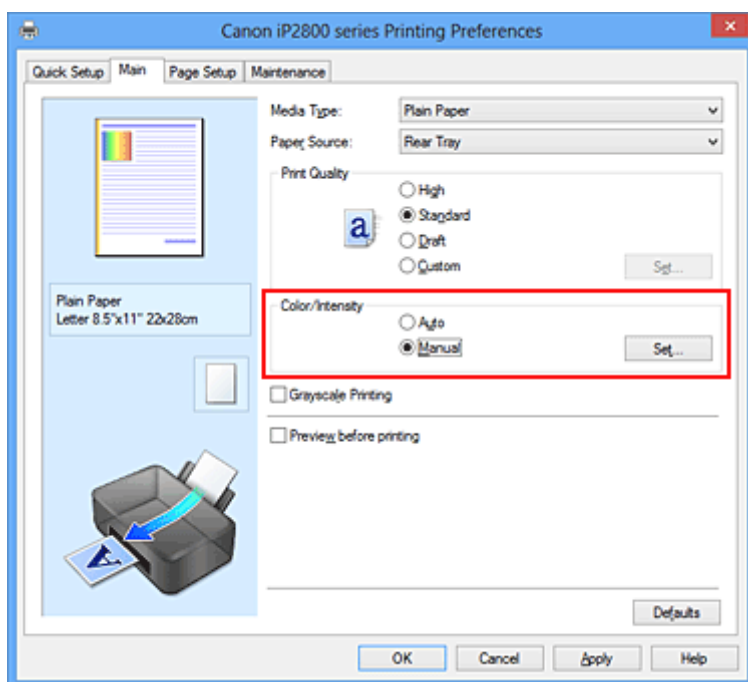 Canon iP2800 series Printing Preferences
Quick Setup Main Page Setup Maintenance
Media Type: Plain Paper
Paper Source: Rear Tray
Print Quality
High
a Standard
Draft
Custom Set...
Plain Paper
Letter 8.5"x11" 22x28cm
Color/Intensity
Auto
Manual Set...
Grayscale Printing
Preview before printing
A
Defaults
OK Cancel Apply Help